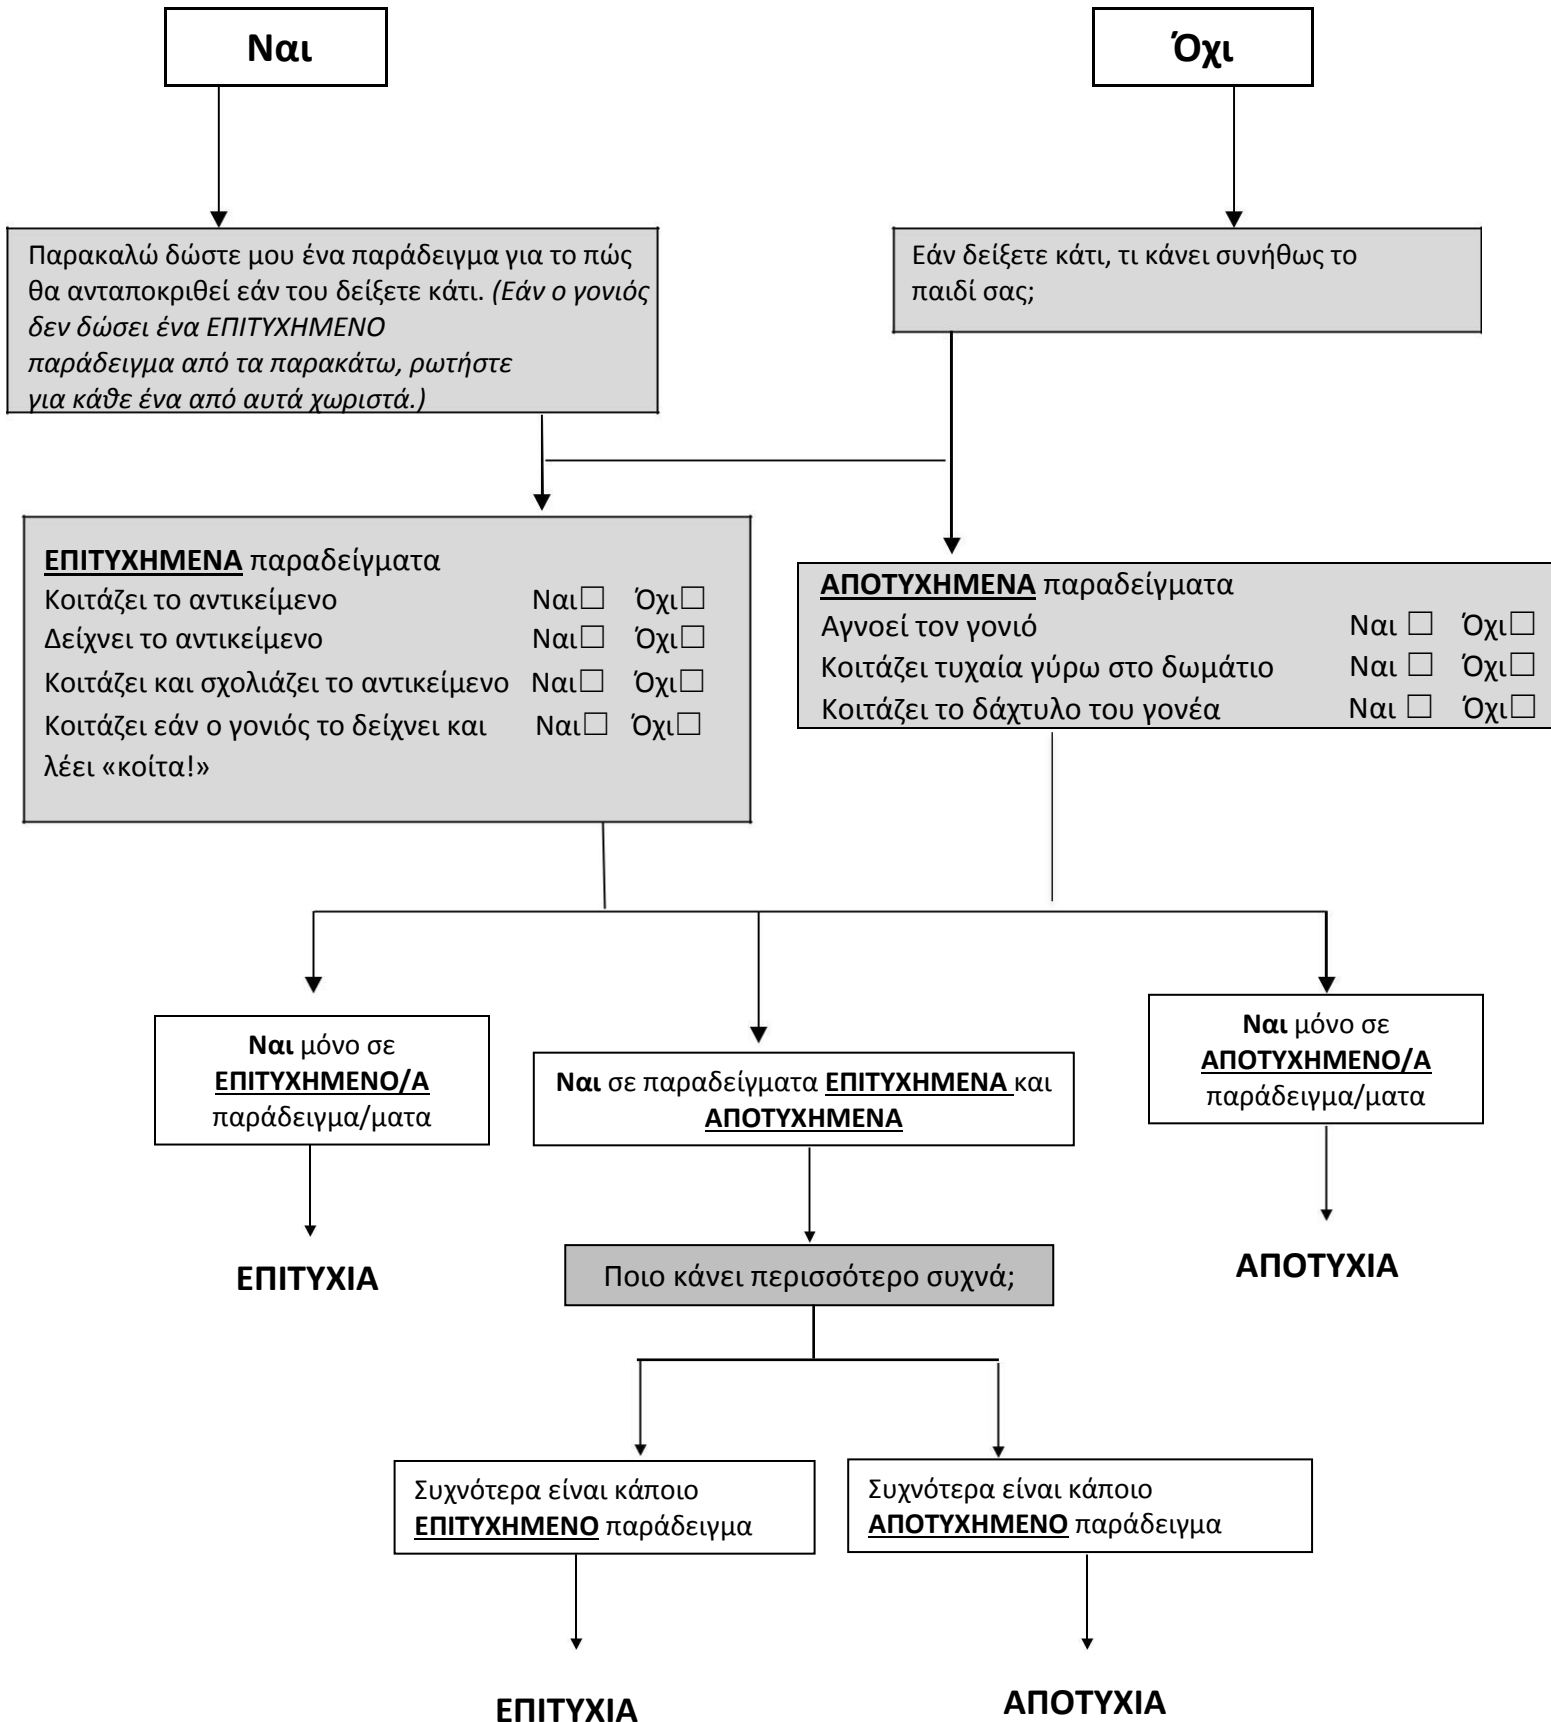 Ναι
Όχι
Παρακαλώ δώστε μου ένα παράδειγμα για το πώς
θα ανταποκριθεί εάν του δείξετε κάτι. (Εάν ο γονιός
δεν δώσει ένα ΕΠΙΤΥΧΗΜΕΝΟ
παράδειγμα από τα παρακάτω, ρωτήστε
για κάθε ένα από αυτά χωριστά.)
Εάν δείξετε κάτι, τι κάνει συνήθως το
παιδί σας;
ΕΠΙΤΥΧΗΜΕΝΑ παραδείγματα
Κοιτάζει το αντικείμενο Ναι☐ Όχι☐
Δείχνει το αντικείμενο Ναι☐ Όχι☐
Κοιτάζει και σχολιάζει το αντικείμενο Ναι☐ Όχι☐
Κοιτάζει εάν ο γονιός το δείχνει και Ναι☐ Όχι☐
λέει «κοίτα!»
ΑΠΟΤΥΧΗΜΕΝΑ παραδείγματα
Αγνοεί τον γονιό Ναι ☐ Όχι☐
Κοιτάζει τυχαία γύρω στο δωμάτιο Ναι ☐ Όχι☐
Κοιτάζει το δάχτυλο του γονέα Ναι ☐ Όχι☐
Ναι μόνο σε
ΕΠΙΤΥΧΗΜΕΝΟ/Α
παράδειγμα/ματα
Ναι σε παραδείγματα ΕΠΙΤΥΧΗΜΕΝΑ και
ΑΠΟΤΥΧΗΜΕΝΑ
Ναι μόνο σε
ΑΠΟΤΥΧΗΜΕΝΟ/Α
παράδειγμα/ματα
ΕΠΙΤΥΧΙΑ
Ποιο κάνει περισσότερο συχνά;
ΑΠΟΤΥΧΙΑ
Συχνότερα είναι κάποιο
ΕΠΙΤΥΧΗΜΕΝΟ παράδειγμα
Συχνότερα είναι κάποιο
ΑΠΟΤΥΧΗΜΕΝΟ παράδειγμα
ΕΠΙΤΥΧΙΑ
ΑΠΟΤΥΧΙΑ